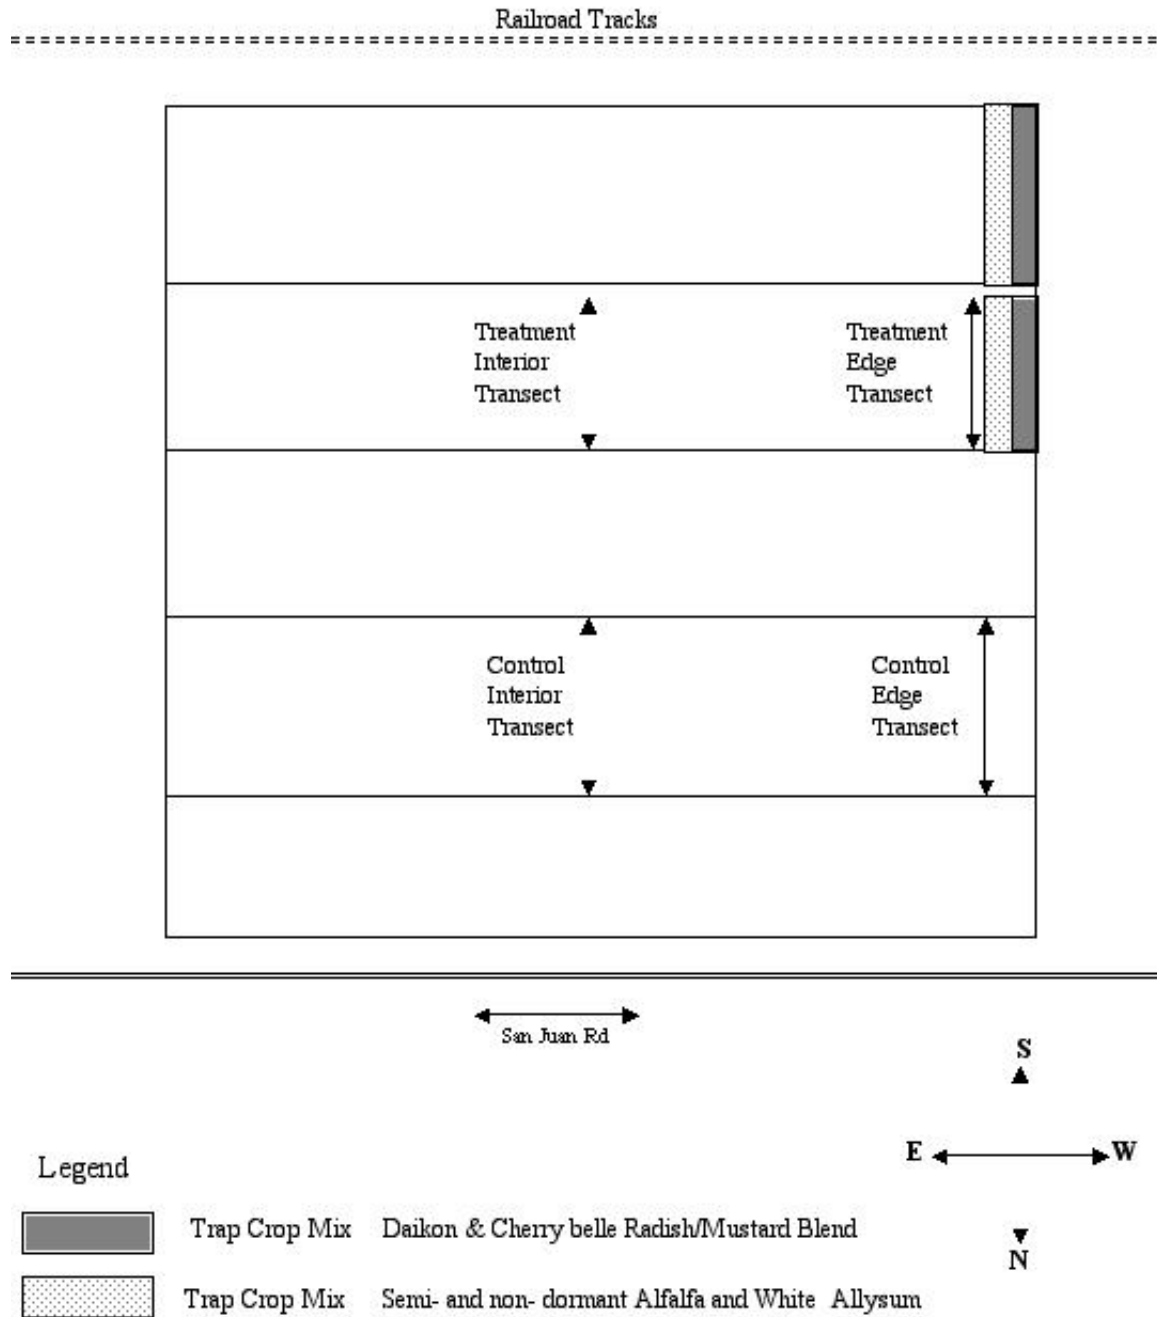 Railroad Tracks
Treatment
Interior
Transect
Treatment
Edge
Transect
Control
Interior
Transect
Control
Edge
Transect
San Juan Rd
S
E W
N
Legend
Trap Crop Mix Daikon & Cherry belle Radish/Mustard Blend
Trap Crop Mix Semi- and non- dormant Alfalfa and White Allysum